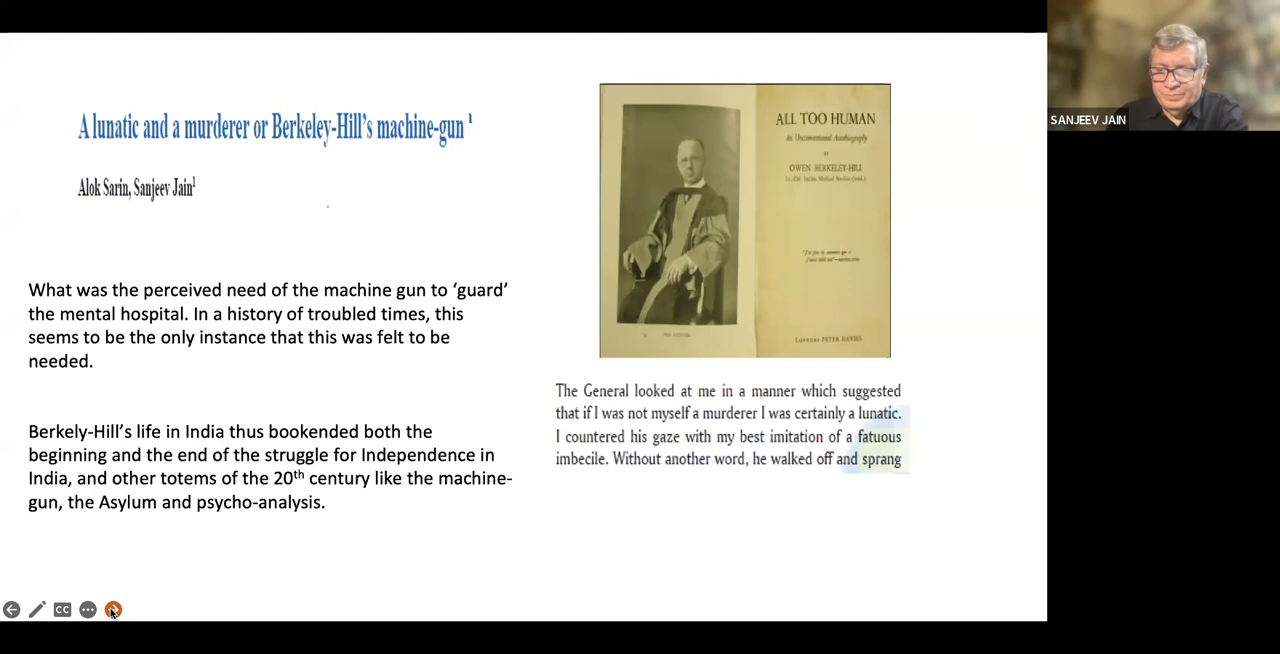 A lunatic and a murderer or Berkeley-Hill's machine-gun 1
Alok Sarin, Sanjeev Jain1
What was the perceived need of the machine gun to ‘guard’
the mental hospital. In a history of troubled times, this
seems to be the only instance that this was felt to be
needed.
Berkely-Hill’s life in India thus bookended both the
beginning and the end of the struggle for Independence in
India, and other totems of the 20th century like the machine-
gun, the Asylum and psycho-analysis.
ALL TOO HUMAN
An Unconventional Autobiography
BY
OWEN BERKELEY-HILL
LONDON: PETER DAVIES
The General looked at me in a manner which suggested
that if I was not myself a murderer I was certainly a lunatic.
I countered his gaze with my best imitation of a fatuous
imbecile. Without another word, he walked off and sprang
CC
SANJEEV JAIN